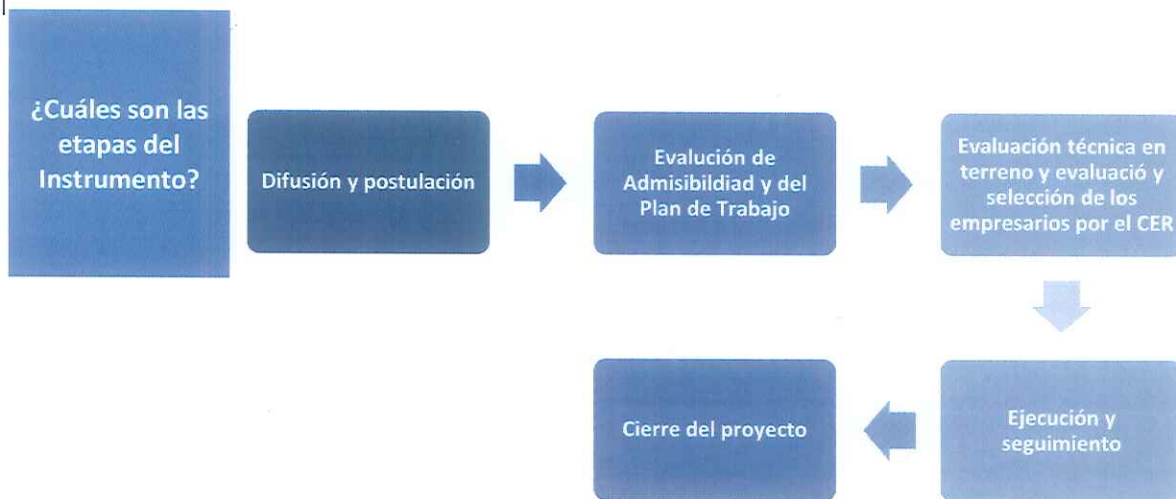 ¿Cuáles son las
etapas del
Instrumento?
Difusión y postulación
Evalución de
Admisibildiad y del
Plan de Trabajo
Evaluación técnica en
terreno y evaluació y
selección de los
empresarios por el CER
Ejecución y
seguimiento
Cierre del proyecto